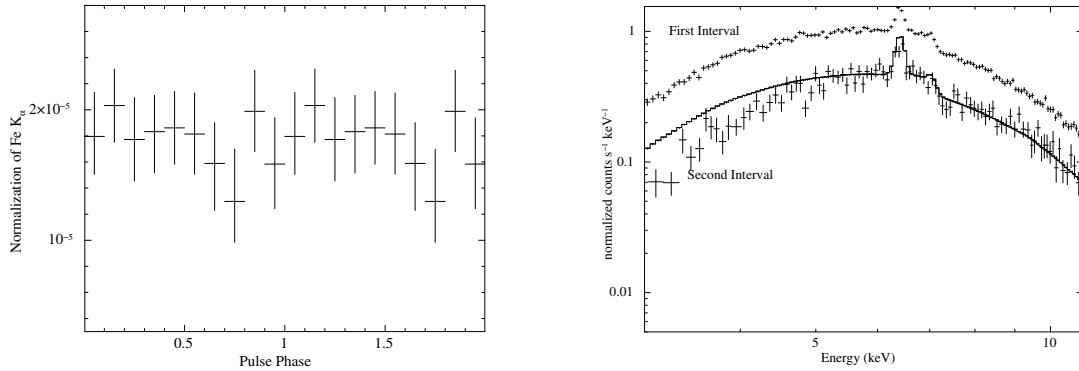 Normalization of Fe Kα
2×10⁻⁵
10⁻⁵
0.5
1
1.5
Pulse Phase
normalized counts s⁻¹ keV⁻¹
1
0.1
0.01
First Interval
Second Interval
5
10
Energy (keV)